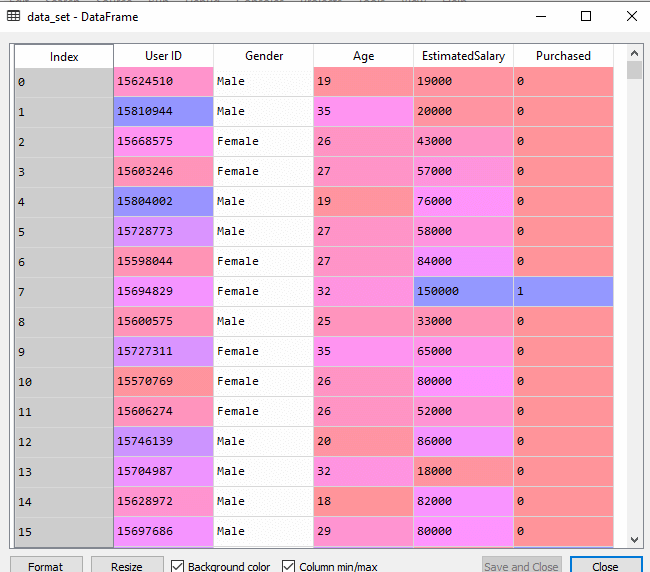 data_set - DataFrame
Index User ID Gender Age EstimatedSalary Purchased
0 15624510 Male 19 19000 0
1 15810944 Male 35 20000 0
2 15668575 Female 26 43000 0
3 15603246 Female 27 57000 0
4 15804002 Male 19 76000 0
5 15728773 Male 27 58000 0
6 15598044 Female 27 84000 0
7 15694829 Female 32 150000 1
8 15600575 Male 25 33000 0
9 15727311 Female 35 65000 0
10 15570769 Female 26 80000 0
11 15606274 Female 26 52000 0
12 15746139 Male 20 86000 0
13 15704987 Male 32 18000 0
14 15628972 Male 18 82000 0
15 15697686 Male 29 80000 0
Format Resize Background color Column min/max Save and Close Close